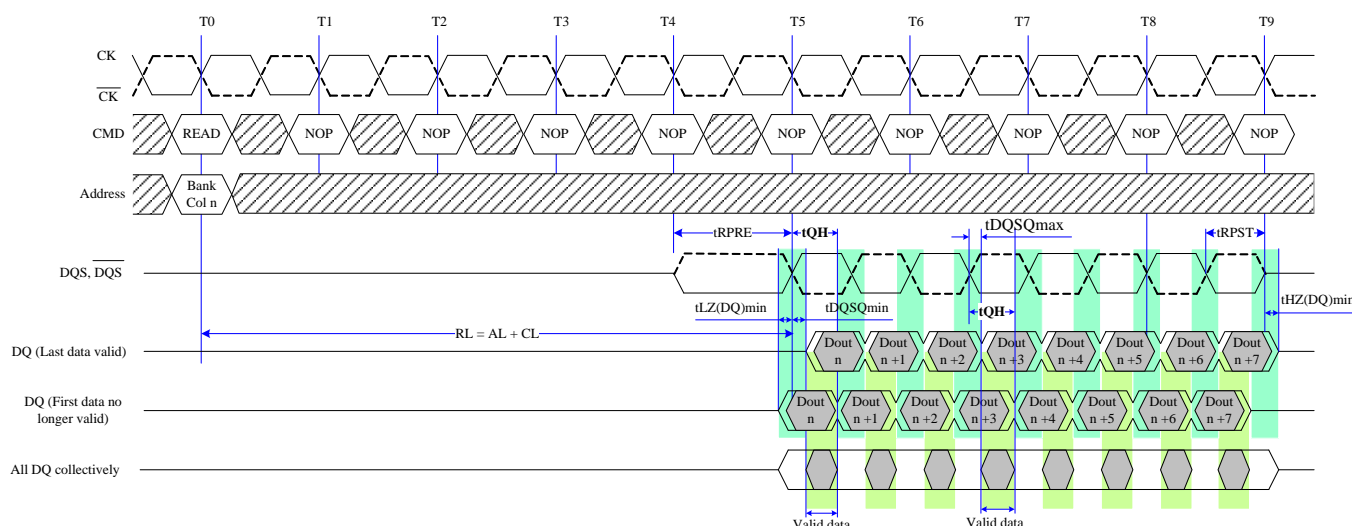 T0 T1 T2 T3 T4 T5 T6 T7 T8 T9
CK
CK
CMD READ NOP NOP NOP NOP NOP NOP NOP NOP NOP
Address Bank
Col n
tRPRE tQH tDQSQmax tRPST
DQS, DQS
tLZ(DQ)min tDQSQmin tQH tHZ(DQ)min
RL = AL + CL
DQ (Last data valid) Dout n Dout n +1 Dout n +2 Dout n +3 Dout n +4 Dout n +5 Dout n +6 Dout n +7
DQ (First data no
longer valid) Dout n Dout n +1 Dout n +2 Dout n +3 Dout n +4 Dout n +5 Dout n +6 Dout n +7
All DQ collectively
Valid data Valid data